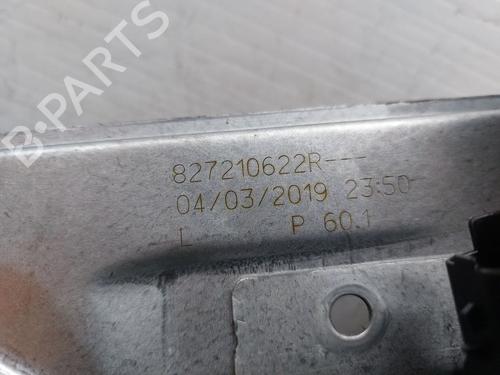 B-Parts
827210622R---
04/03/2019 23:50
L P 60.1